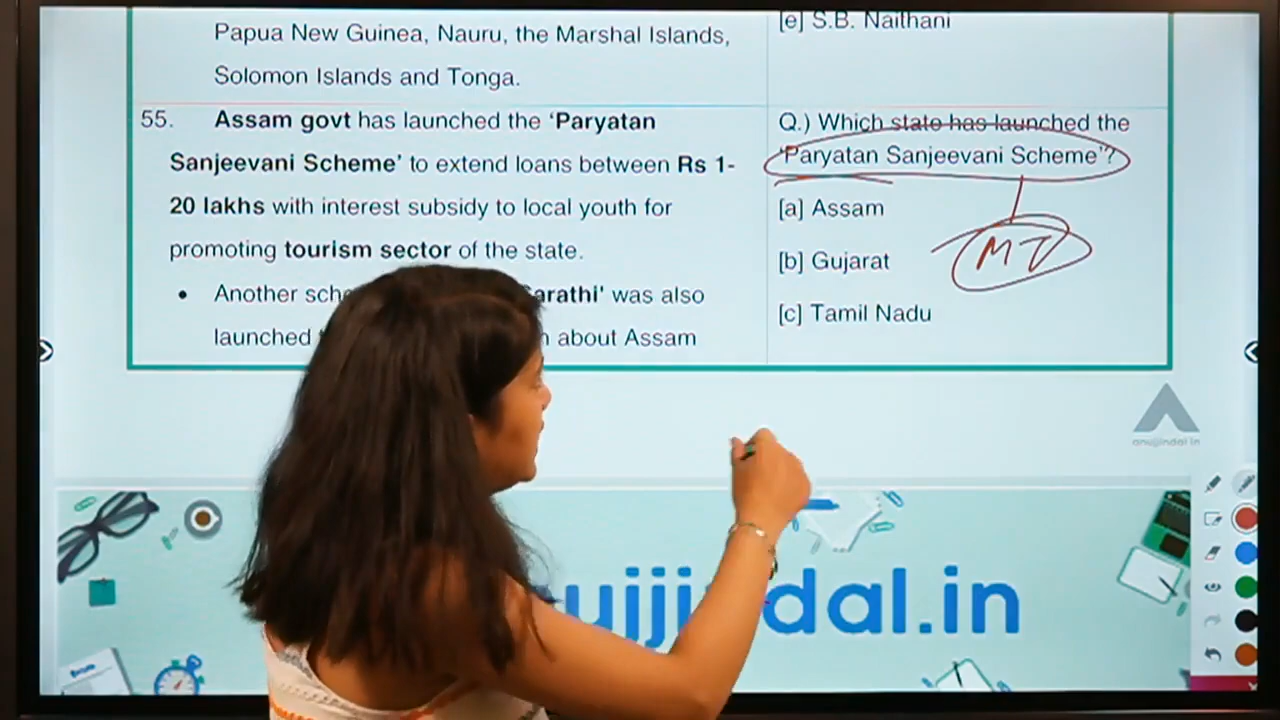 Papua New Guinea, Nauru, the Marshal Islands,
Solomon Islands and Tonga.
[e] S.B. Naithani
55. Assam govt has launched the ‘Paryatan
Sanjeevani Scheme’ to extend loans between Rs 1-
20 lakhs with interest subsidy to local youth for
promoting tourism sector of the state.
• Another arathi' was also
launched about Assam
Q.) Which state has launched the
‘Paryatan Sanjeevani Scheme’?
[a] Assam
[b] Gujarat
[c] Tamil Nadu
anujjindal.in
ujjindal.in